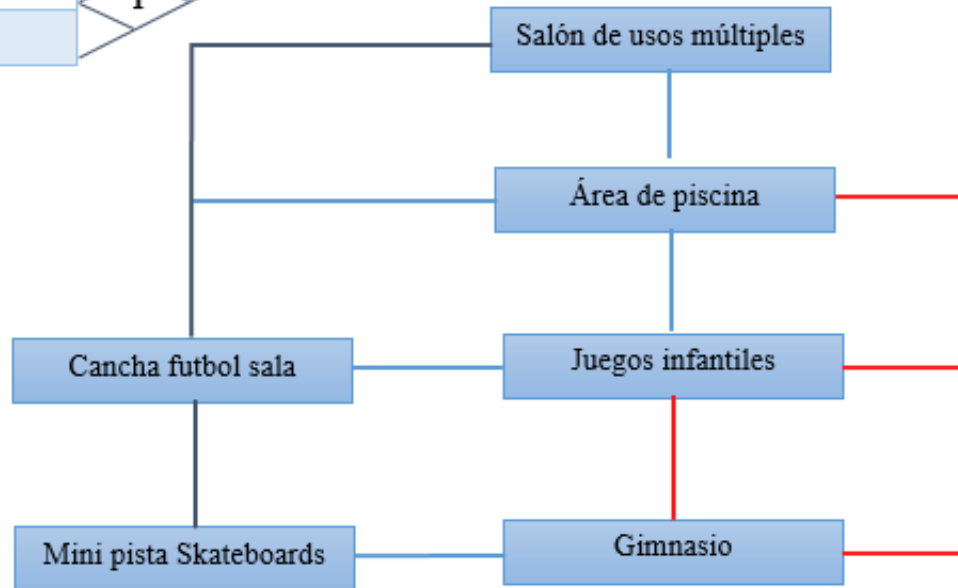 Salón de usos múltiples
Área de piscina
Cancha futbol sala
Juegos infantiles
Mini pista Skateboards
Gimnasio